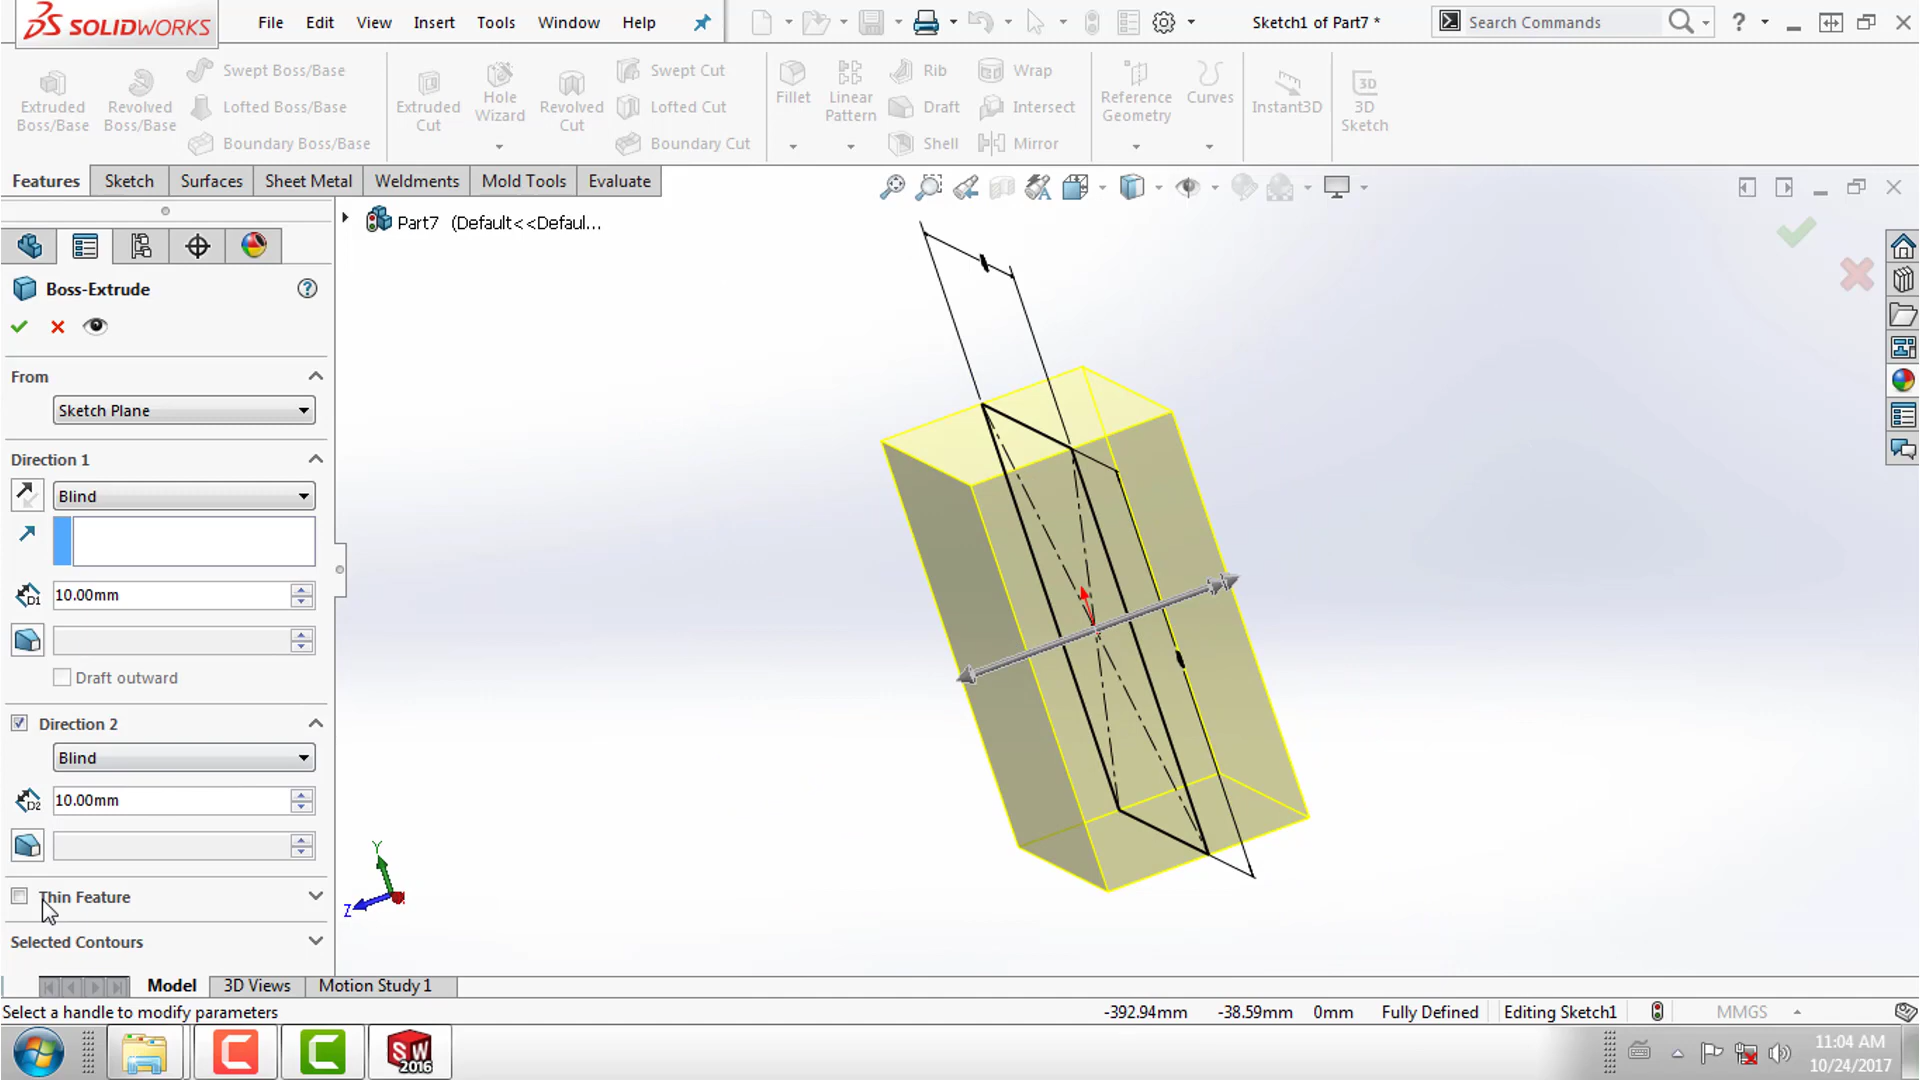 SOLIDWORKS File Edit View Insert Tools Window Help Sketch1 of Part7 * Search Commands ?
Extruded Boss/Base Revolved Boss/Base Swept Boss/Base Lofted Boss/Base Boundary Boss/Base Extruded Cut Hole Wizard Revolved Cut Swept Cut Lofted Cut Boundary Cut Fillet Linear Pattern Rib Draft Shell Wrap Intersect Mirror Reference Geometry Curves Instant3D 3D Sketch
Features Sketch Surfaces Sheet Metal Weldments Mold Tools Evaluate
Part7 (Default<<Defaul...
Boss-Extrude ?
From
Sketch Plane
Direction 1
Blind
D1 10.00mm
Draft outward
Direction 2
Blind
D2 10.00mm
Thin Feature
Selected Contours
Y
Z
Model 3D Views Motion Study 1
Select a handle to modify parameters -392.94mm -38.59mm 0mm Fully Defined Editing Sketch1 MMGS
SW 2016
11:04 AM
10/24/2017